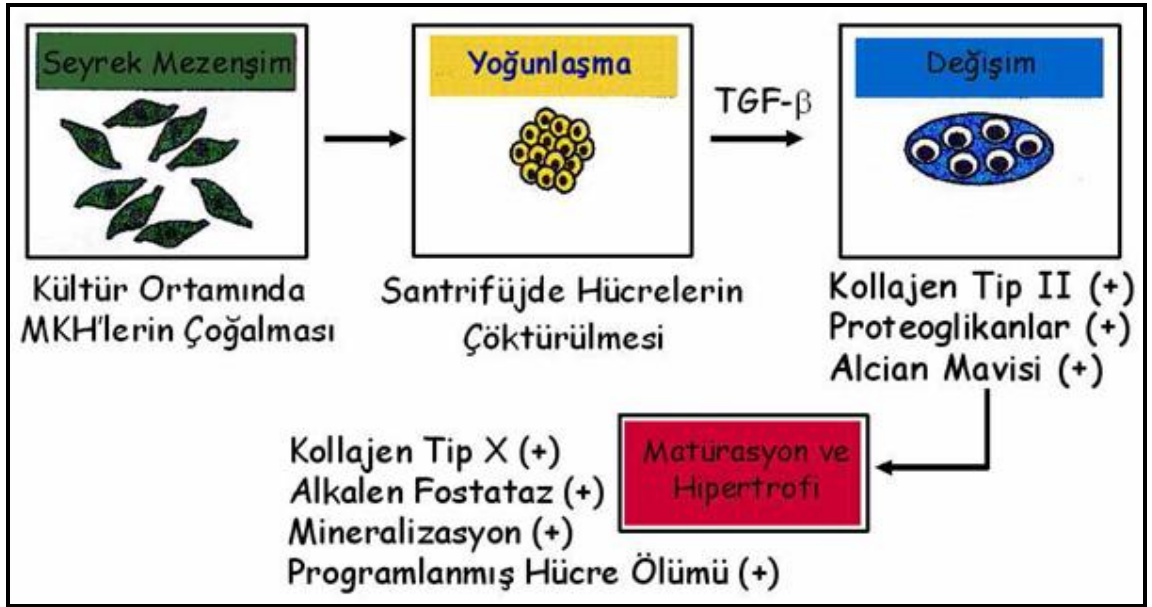 Seyrek Mezenşim
Kültür Ortamında
MKH'lerin Çoğalması
Yoğunlaşma
Santrifüjde Hücrelerin
Çöktürülmesi
TGF-β
Değişim
Kollajen Tip II (+)
Proteoglikanlar (+)
Alcian Mavisi (+)
Matürasyon ve
Hipertrofi
Kollajen Tip X (+)
Alkalen Fostataz (+)
Mineralizasyon (+)
Programlanmış Hücre Ölümü (+)